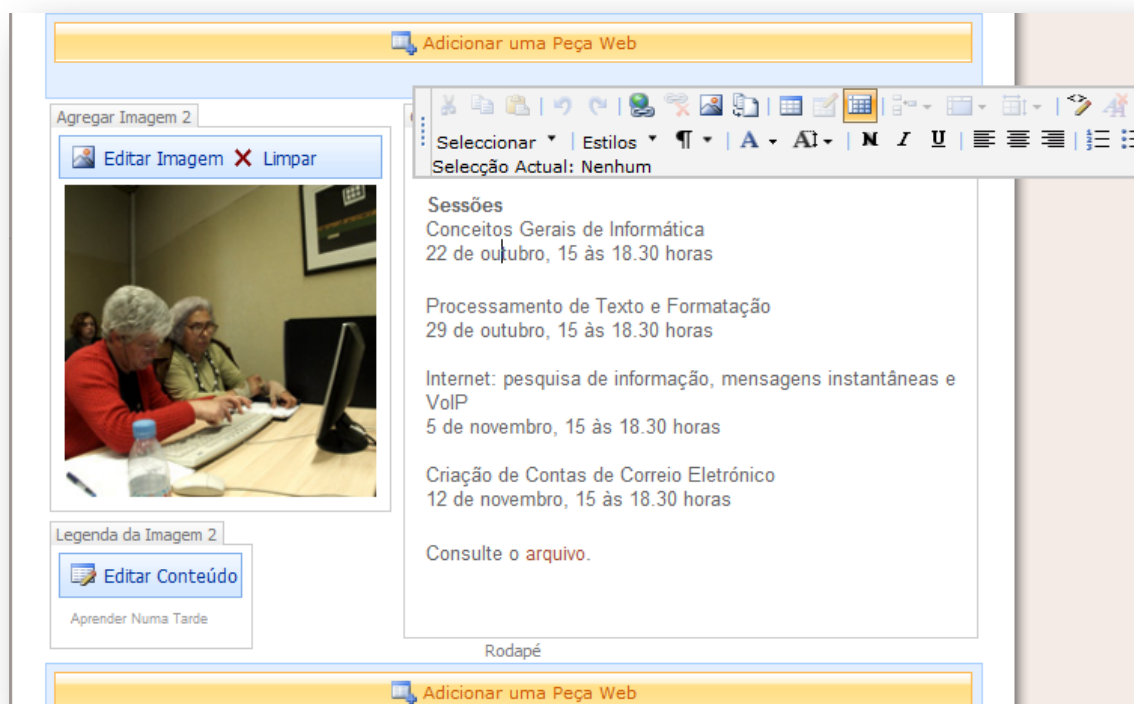 Adicionar uma Peça Web
Agregar Imagem 2
Editar Imagem Limpar
Seleccionar Estilos N I U
Selecção Actual: Nenhum
Sessões
Conceitos Gerais de Informática
22 de outubro, 15 às 18.30 horas
Processamento de Texto e Formatação
29 de outubro, 15 às 18.30 horas
Internet: pesquisa de informação, mensagens instantâneas e
VoIP
5 de novembro, 15 às 18.30 horas
Criação de Contas de Correio Eletrónico
12 de novembro, 15 às 18.30 horas
Consulte o arquivo.
Legenda da Imagem 2
Editar Conteúdo
Aprender Numa Tarde
Rodapé
Adicionar uma Peça Web